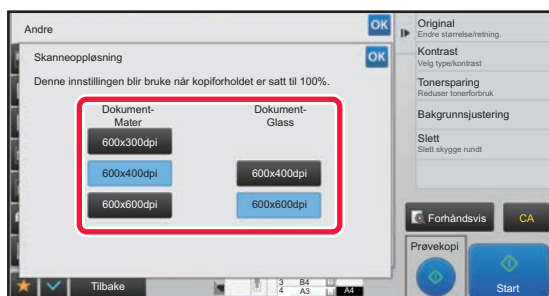 Andre
OK
Skanneoppløsning
OK
Denne innstillingen blir bruke når kopiforholdet er satt til 100%.
Dokument-
Mater
Dokument-
Glass
600x300dpi
600x400dpi
600x400dpi
600x600dpi
600x600dpi
Original
Endre størrelse/retning.
Kontrast
Velg type/kontrast
Tonersparing
Reduser tonerforbruk
Bakgrunnsjustering
Slett
Slett skygge rundt
Forhåndsvis
CA
Prøvekopi
Start
Tilbake
3 B4
4 A3
A4